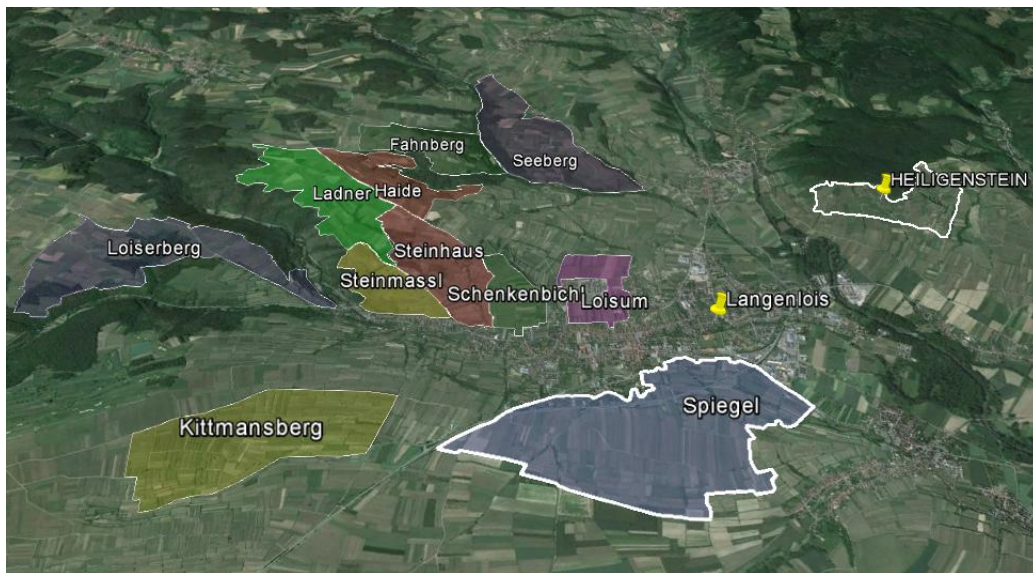 Fahnberg
Seeberg
HEILIGENSTEIN
Ladner
Haide
Loiserberg
Steinhaus
Steinmassl
Schenkenbichl
Loisum
Langenlois
Spiegel
Kittmansberg